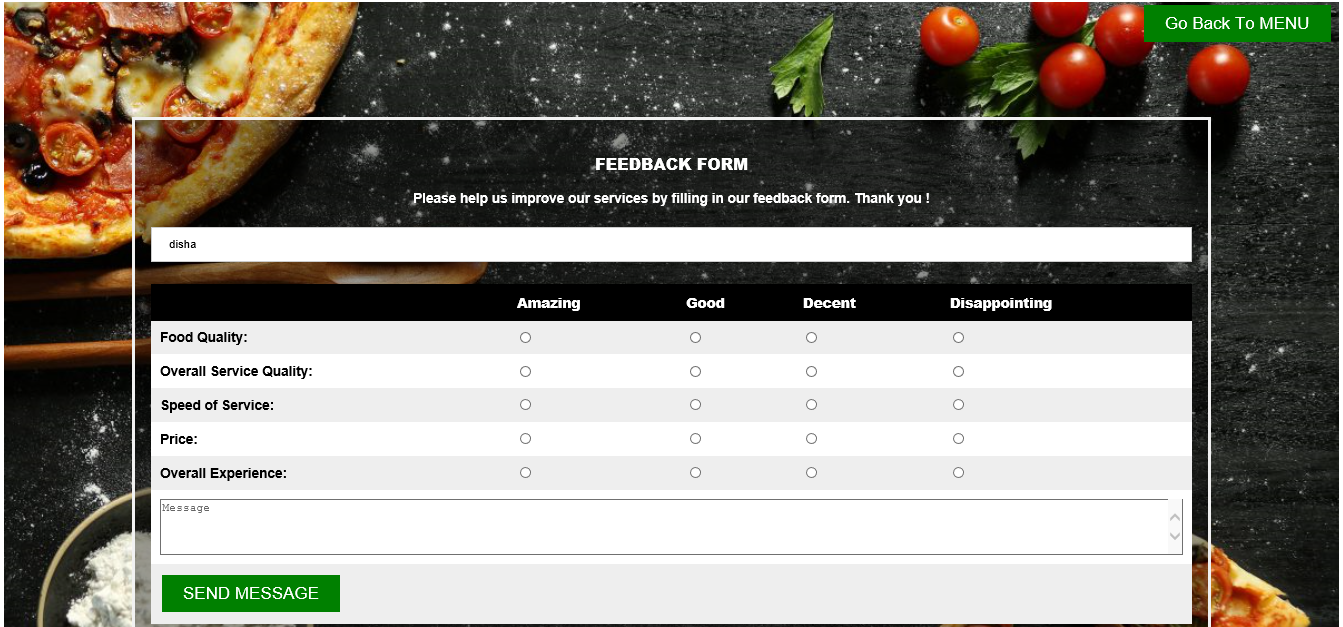 Go Back To MENU
FEEDBACK FORM
Please help us improve our services by filling in our feedback form. Thank you !
disha
Amazing Good Decent Disappointing
Food Quality:
Overall Service Quality:
Speed of Service:
Price:
Overall Experience:
Message
SEND MESSAGE